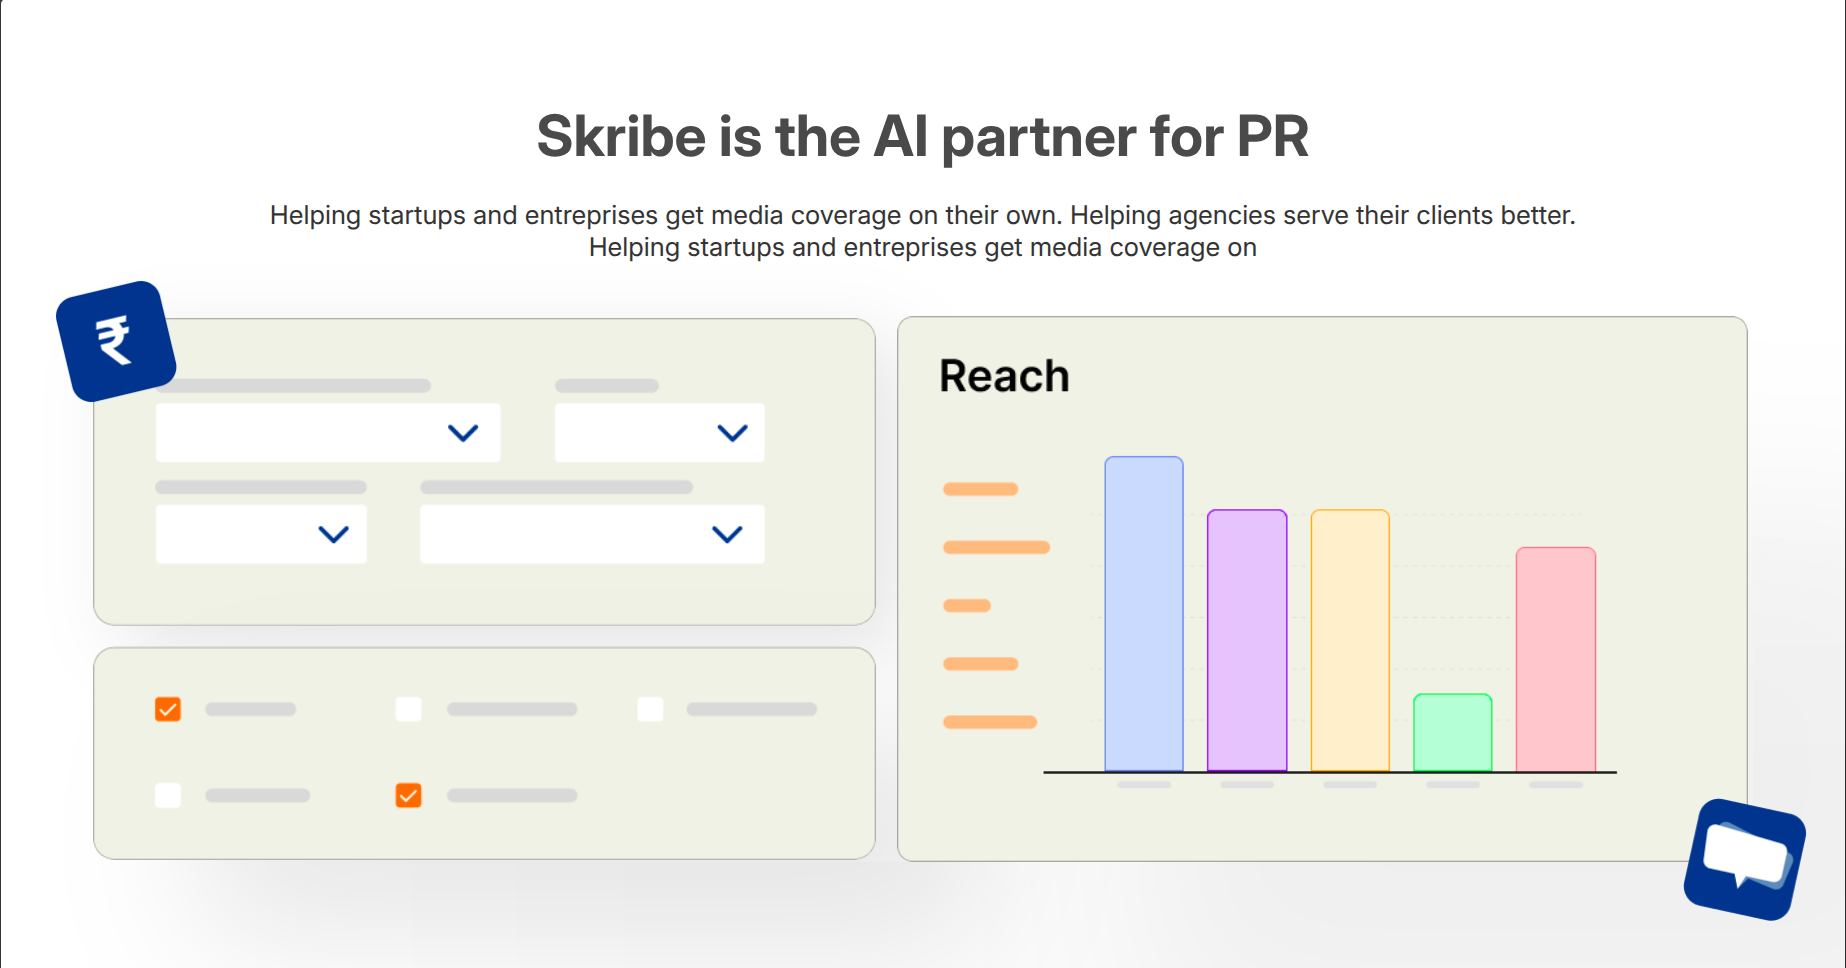 Skribe is the AI partner for PR
Helping startups and entreprises get media coverage on their own. Helping agencies serve their clients better.
Helping startups and entreprises get media coverage on
₹
Reach